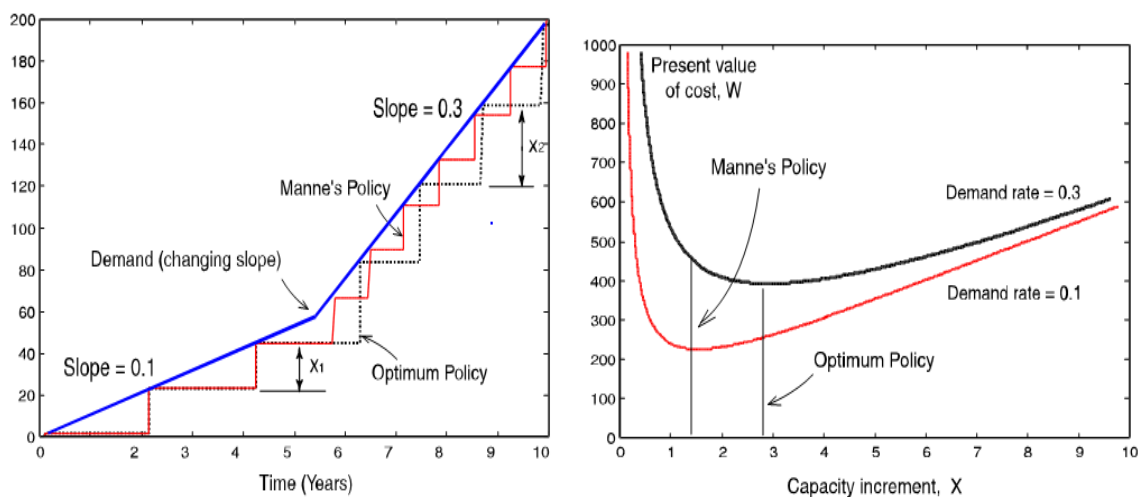 200
180
160
140
120
100
80
60
40
20
0
Slope = 0.3
X2
Manne's Policy
Demand (changing slope)
Slope = 0.1
X1
Optimum Policy
0 2 3 4 5 6 7 8 9 10
Time (Years)
1000
900
800
700
600
500
400
300
200
100
0
Present value
of cost, W
Manne's Policy
Demand rate = 0.3
Demand rate = 0.1
Optimum Policy
0 1 2 3 4 5 6 7 8 9 10
Capacity increment, X